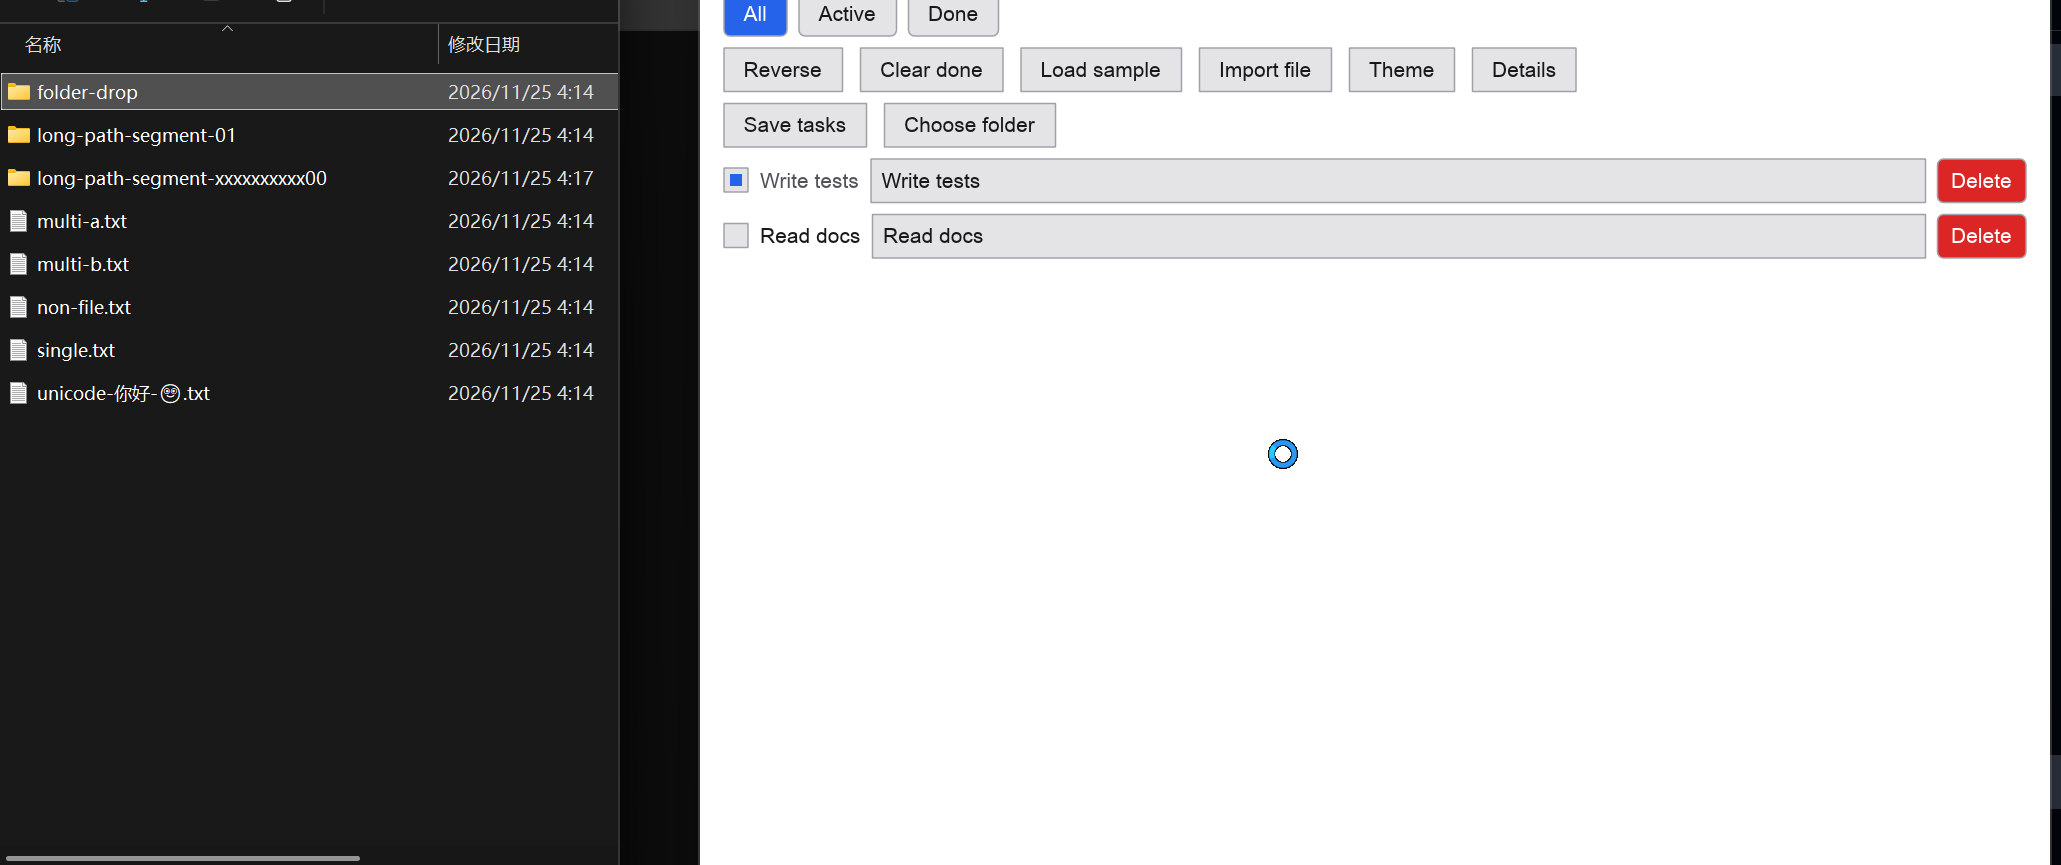 名称 修改日期
folder-drop 2026/11/25 4:14
long-path-segment-01 2026/11/25 4:14
long-path-segment-xxxxxxxxxx00 2026/11/25 4:17
multi-a.txt 2026/11/25 4:14
multi-b.txt 2026/11/25 4:14
non-file.txt 2026/11/25 4:14
single.txt 2026/11/25 4:14
unicode-你好-😳.txt 2026/11/25 4:14
All Active Done
Reverse Clear done Load sample Import file Theme Details
Save tasks Choose folder
Write tests Write tests Delete
Read docs Read docs Delete